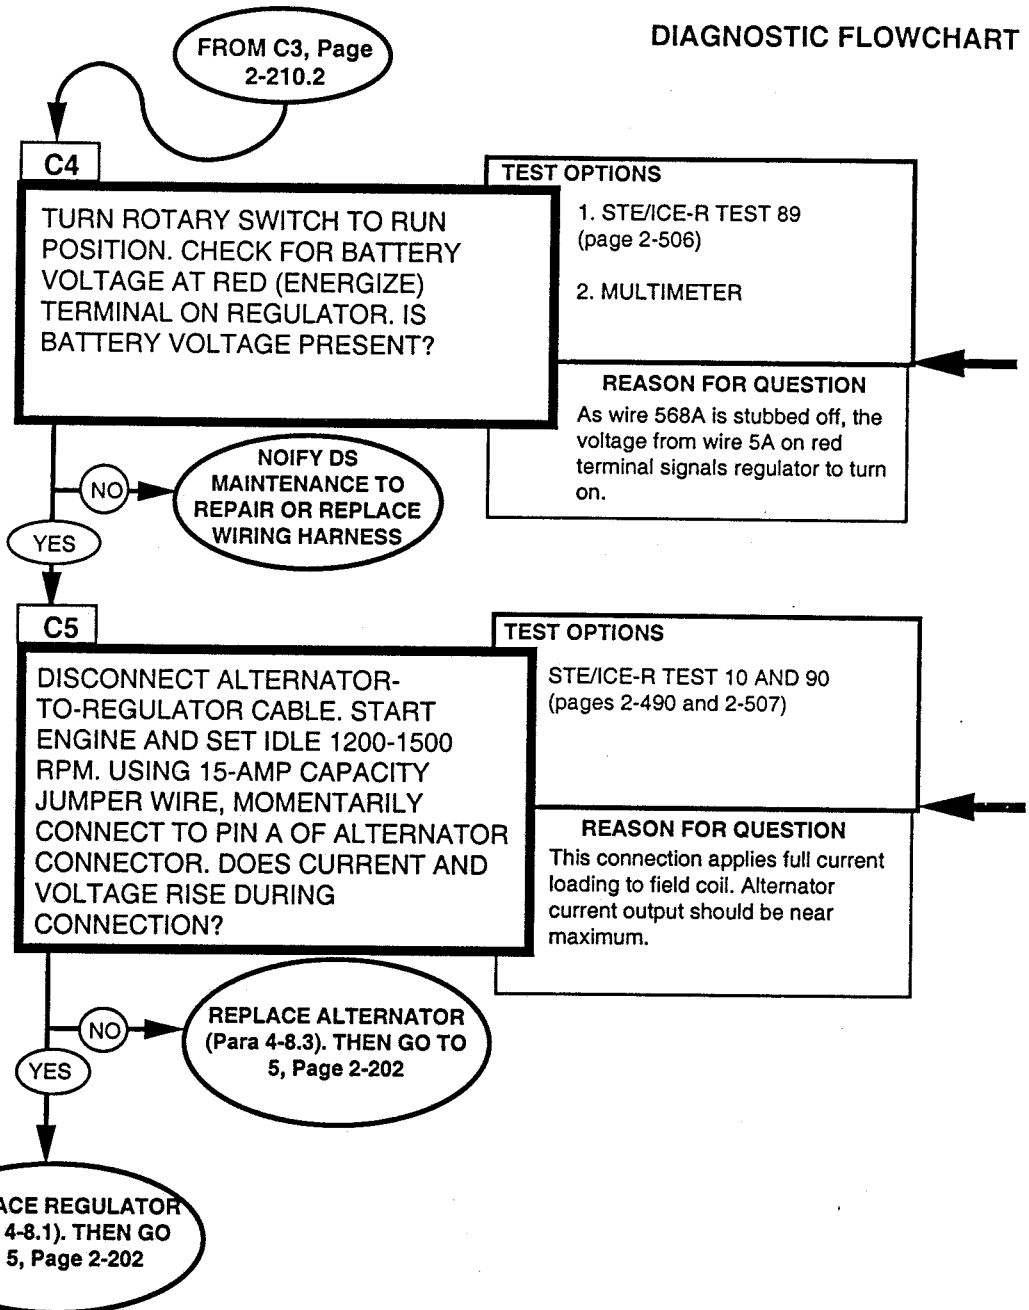 DIAGNOSTIC FLOWCHART
FROM C3, Page
2-210.2
C4
TURN ROTARY SWITCH TO RUN
POSITION. CHECK FOR BATTERY
VOLTAGE AT RED (ENERGIZE)
TERMINAL ON REGULATOR. IS
BATTERY VOLTAGE PRESENT?
TEST OPTIONS
1. STE/ICE-R TEST 89
(page 2-506)
2. MULTIMETER
REASON FOR QUESTION
As wire 568A is stubbed off, the
voltage from wire 5A on red
terminal signals regulator to turn
on.
NO
NOIFY DS
MAINTENANCE TO
REPAIR OR REPLACE
WIRING HARNESS
YES
C5
DISCONNECT ALTERNATOR-
TO-REGULATOR CABLE. START
ENGINE AND SET IDLE 1200-1500
RPM. USING 15-AMP CAPACITY
JUMPER WIRE, MOMENTARILY
CONNECT TO PIN A OF ALTERNATOR
CONNECTOR. DOES CURRENT AND
VOLTAGE RISE DURING
CONNECTION?
TEST OPTIONS
STE/ICE-R TEST 10 AND 90
(pages 2-490 and 2-507)
REASON FOR QUESTION
This connection applies full current
loading to field coil. Alternator
current output should be near
maximum.
NO
REPLACE ALTERNATOR
(Para 4-8.3). THEN GO TO
5, Page 2-202
YES
ACE REGULATOR
4-8.1). THEN GO
5, Page 2-202